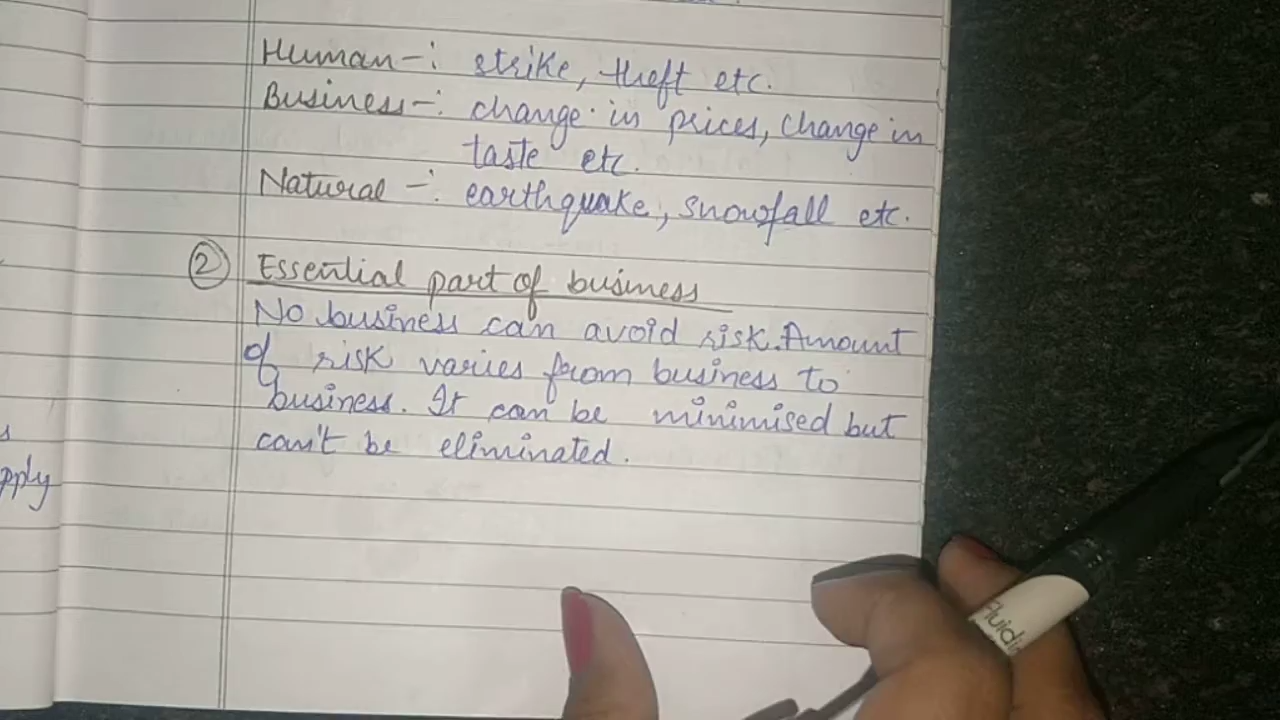 Human -: strike, theft etc.
Business -: change in prices, change in
taste etc.
Natural -: earthquake, snowfall etc.
② Essential part of business
No business can avoid risk. Amount
of risk varies from business to
business. It can be minimised but
can't be eliminated.
s
pply
Fluidi